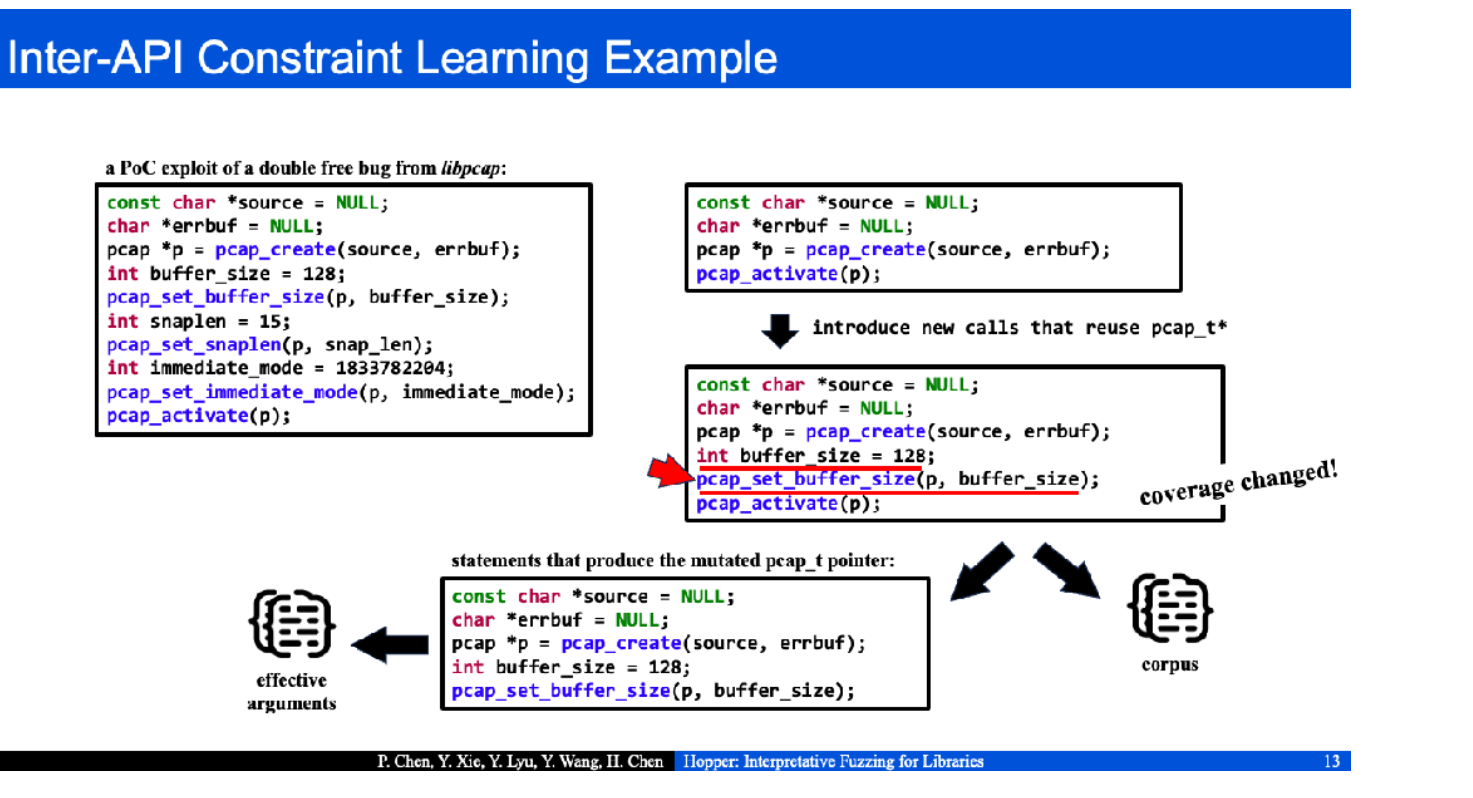 Inter-API Constraint Learning Example
a PoC exploit of a double free bug from libpcap:
const char *source = NULL;
char *errbuf = NULL;
pcap *p = pcap_create(source, errbuf);
int buffer_size = 128;
pcap_set_buffer_size(p, buffer_size);
int snaplen = 15;
pcap_set_snaplen(p, snap_len);
int immediate_mode = 1833782204;
pcap_set_immediate_mode(p, immediate_mode);
pcap_activate(p);
const char *source = NULL;
char *errbuf = NULL;
pcap *p = pcap_create(source, errbuf);
pcap_activate(p);
introduce new calls that reuse pcap_t*
const char *source = NULL;
char *errbuf = NULL;
pcap *p = pcap_create(source, errbuf);
int buffer_size = 128;
pcap_set_buffer_size(p, buffer_size);
pcap_activate(p);
coverage changed!
statements that produce the mutated pcap_t pointer:
const char *source = NULL;
char *errbuf = NULL;
pcap *p = pcap_create(source, errbuf);
int buffer_size = 128;
pcap_set_buffer_size(p, buffer_size);
effective
arguments
corpus
P. Chen, Y. Xie, Y. Lyu, Y. Wang, H. Chen Hopper: Interpretative Fuzzing for Libraries 13